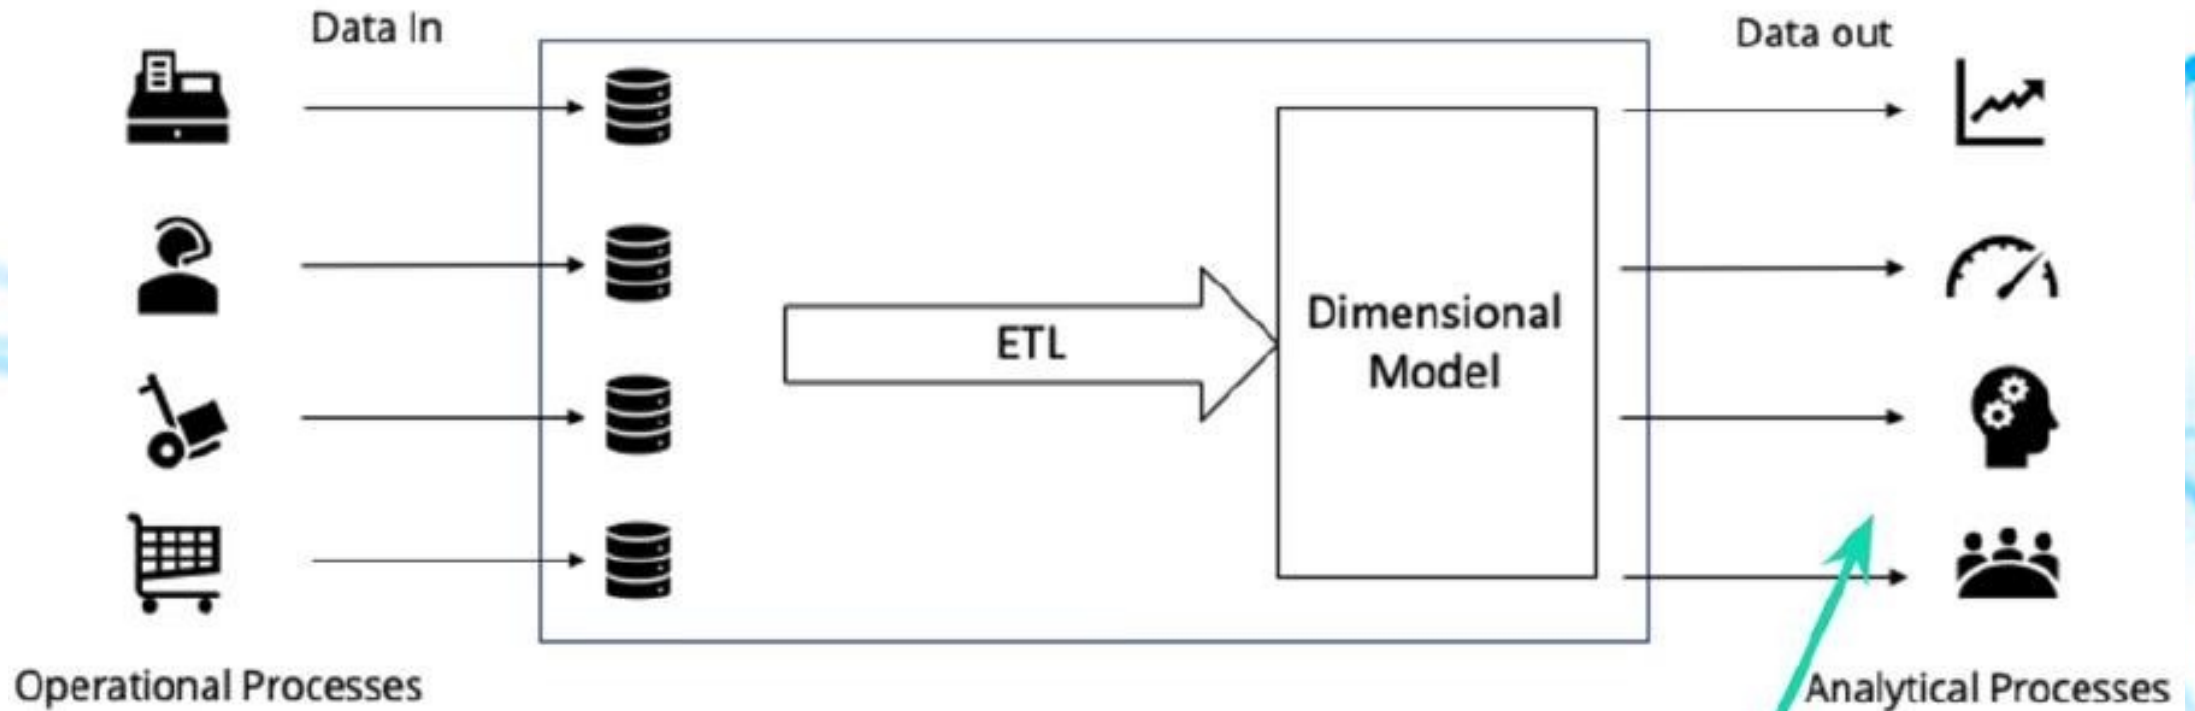 Data In
Data out
ETL
Dimensional
Model
Operational Processes
Analytical Processes